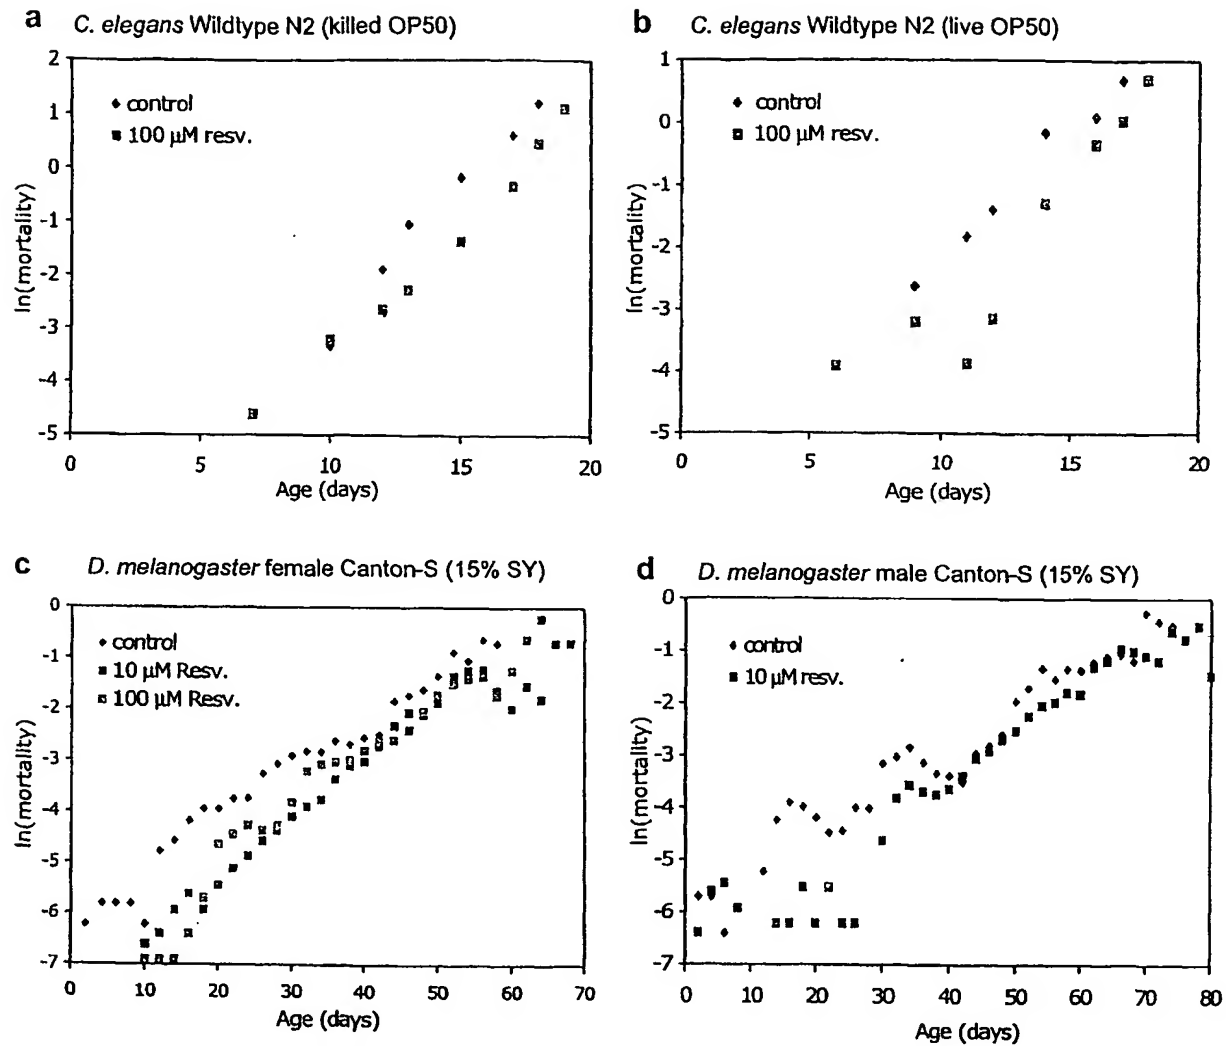 a C. elegans Wildtype N2 (killed OP50)
2
1
0
-1
-2
-3
-4
-5
ln(mortality)
control
100 µM resv.
0 5 10 15 20
Age (days)
b C. elegans Wildtype N2 (live OP50)
1
0
-1
-2
-3
-4
-5
ln(mortality)
control
100 µM resv.
0 5 10 15 20
Age (days)
c D. melanogaster female Canton-S (15% SY)
0
-1
-2
-3
-4
-5
-6
-7
ln(mortality)
control
10 µM Resv.
100 µM Resv.
0 10 20 30 40 50 60 70
Age (days)
d D. melanogaster male Canton-S (15% SY)
0
-1
-2
-3
-4
-5
-6
-7
ln(mortality)
control
10 µM resv.
0 10 20 30 40 50 60 70 80
Age (days)